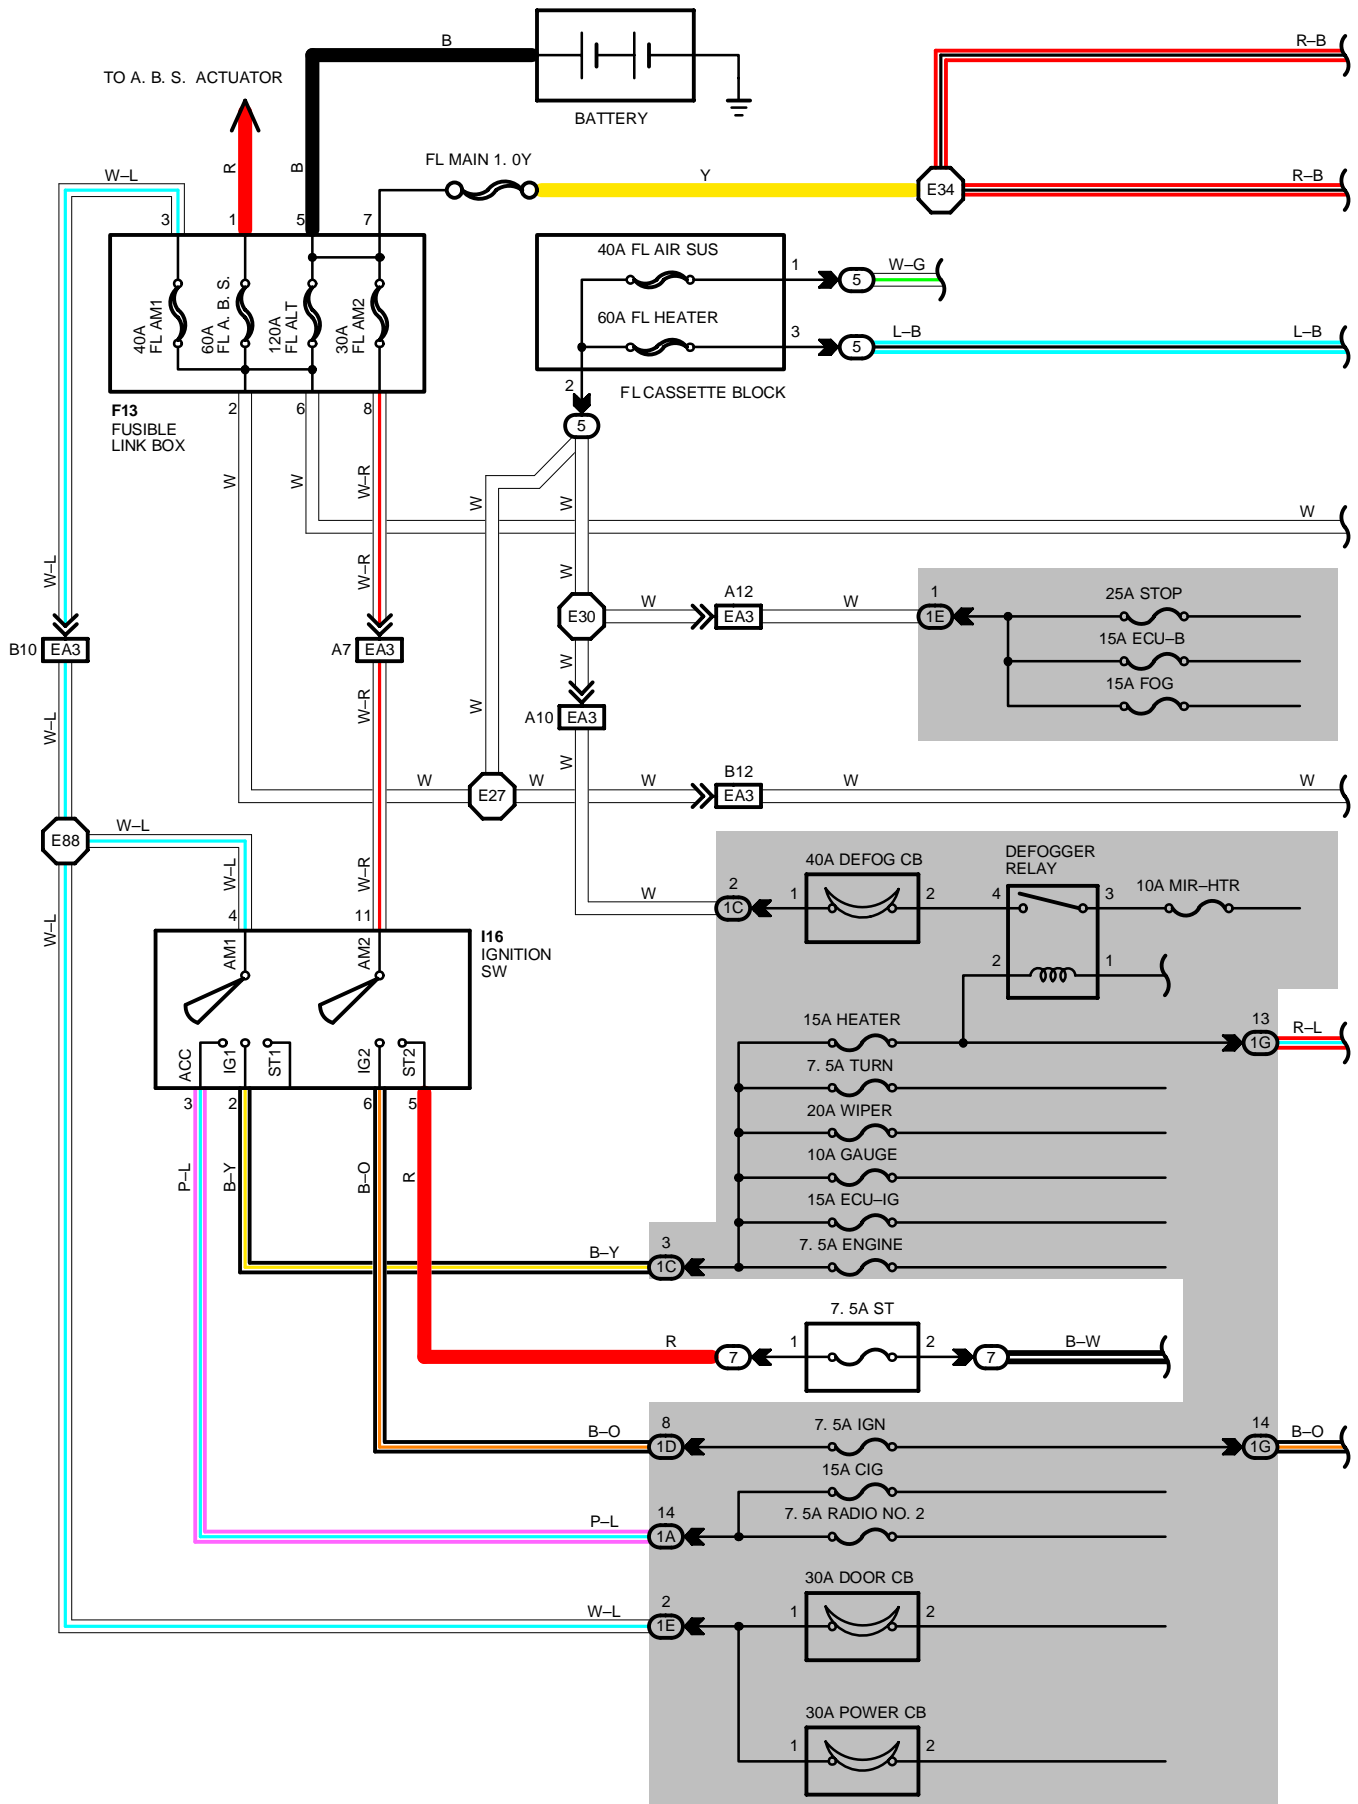 B
R–B
TO A. B. S. ACTUATOR
BATTERY
R
B
FL MAIN 1. 0Y
W–L
Y
E34
R–B
3
1
5
7
40A FL AIR SUS
1
5
W–G
40A
FL AM1
60A
FL A. B. S.
120A
FL ALT
30A
FL AM2
60A FL HEATER
3
5
L–B
L–B
2
FL CASSETTE BLOCK
F13
FUSIBLE
LINK BOX
2
6
8
5
W
W
W–R
W
W
W
W–L
W–R
W
25A STOP
A12
1
W
W
E30
EA3
1E
15A ECU–B
B10
EA3
A7
EA3
W
15A FOG
W–L
W–R
W
A10
EA3
W
B12
W
W
W
W
W
E27
EA3
W–L
E88
W–L
W–R
40A DEFOG CB
DEFOGGER
RELAY
10A MIR–HTR
2
1
2
4
3
W
1C
W–L
4
11
I16
IGNITION
SW
AM1
AM2
2
1
15A HEATER
13
1G
R–L
ACC
IG1
ST1
IG2
ST2
7. 5A TURN
3
2
6
5
20A WIPER
P–L
B–Y
B–O
R
10A GAUGE
15A ECU–IG
B–Y
3
1C
7. 5A ENGINE
7. 5A ST
R
7
1
2
7
B–W
B–O
8
1D
7. 5A IGN
14
1G
B–O
15A CIG
P–L
14
1A
7. 5A RADIO NO. 2
30A DOOR CB
W–L
2
1E
1
2
30A POWER CB
1
2